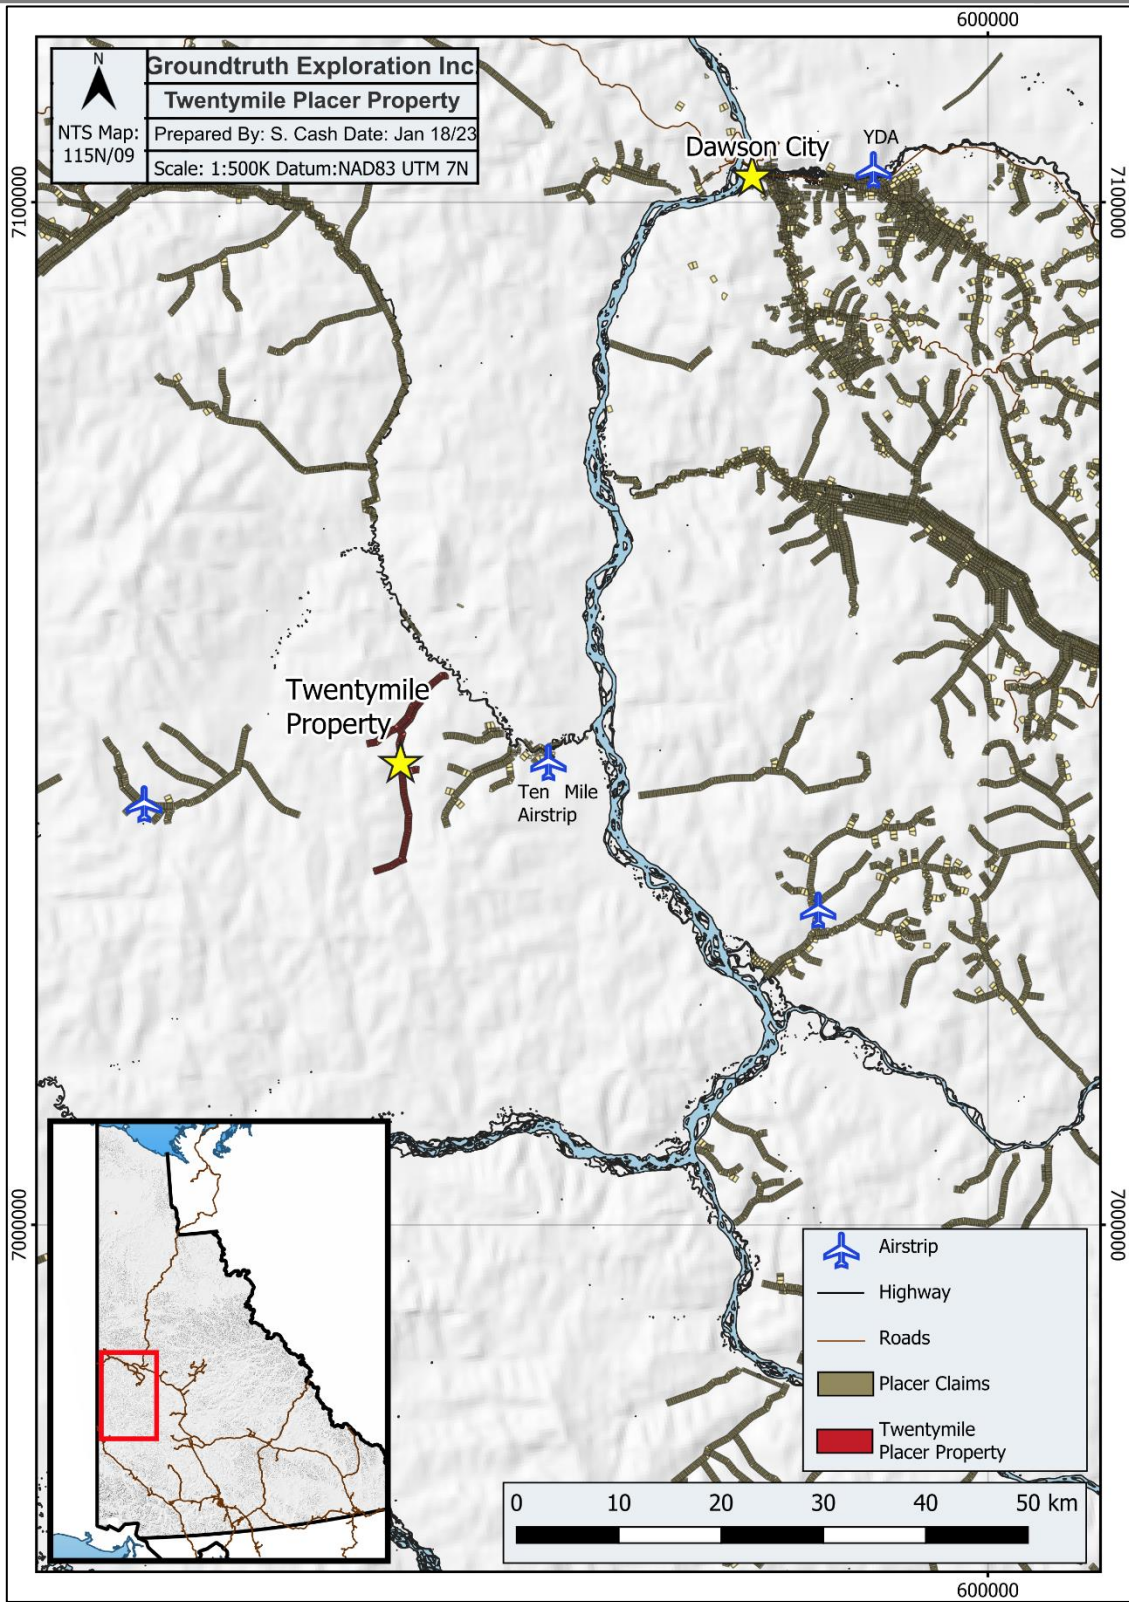 600000
Groundtruth Exploration Inc.
Twentymile Placer Property
N
NTS Map:
115N/09
Prepared By: S. Cash Date: Jan 18/23
Scale: 1:500K Datum:NAD83 UTM 7N
Dawson City
YDA
7100000
7100000
Twentymile
Property
Ten Mile
Airstrip
7000000
7000000
Airstrip
Highway
Roads
Placer Claims
Twentymile
Placer Property
0 10 20 30 40 50 km
600000